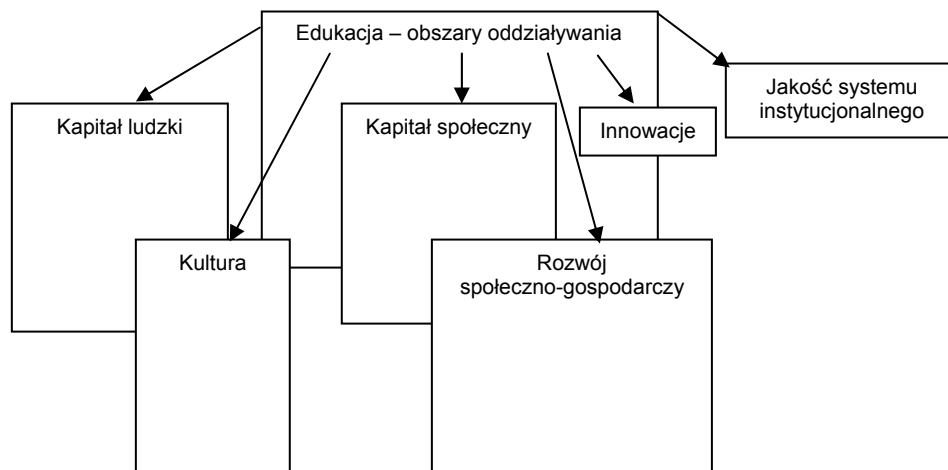 Edukacja – obszary oddziaływania
Jakość systemu
instytucjonalnego
Kapitał ludzki
Kapitał społeczny
Innowacje
Kultura
Rozwój
społeczno-gospodarczy